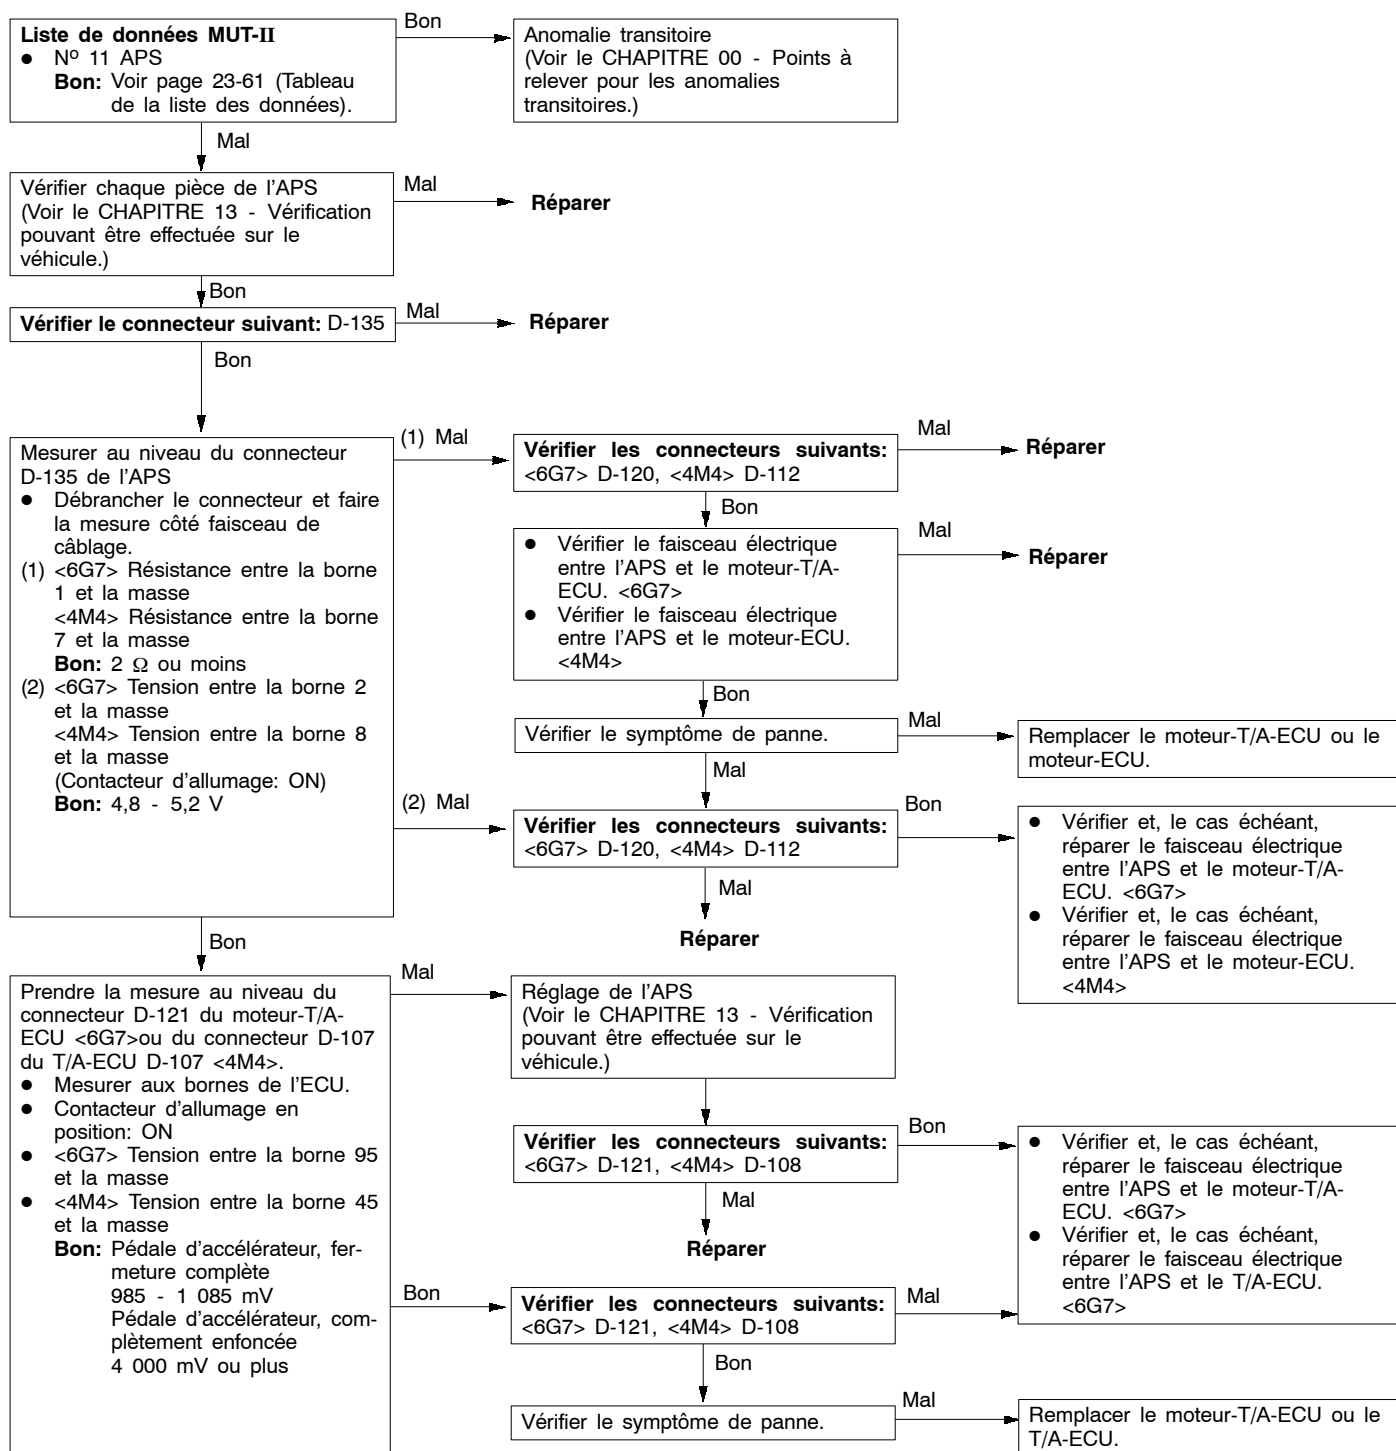 Liste de données MUT-II
● Nº 11 APS
Bon: Voir page 23-61 (Tableau
de la liste des données).
Bon
Anomalie transitoire
(Voir le CHAPITRE 00 - Points à
relever pour les anomalies
transitoires.)
Mal
Vérifier chaque pièce de l'APS
(Voir le CHAPITRE 13 - Vérification
pouvant être effectuée sur le
véhicule.)
Mal
Réparer
Bon
Vérifier le connecteur suivant: D-135
Mal
Réparer
Bon
Mesurer au niveau du connecteur
D-135 de l'APS
● Débrancher le connecteur et faire
la mesure côté faisceau de
câblage.
(1) <6G7> Résistance entre la borne
1 et la masse
<4M4> Résistance entre la borne
7 et la masse
Bon: 2 Ω ou moins
(2) <6G7> Tension entre la borne 2
et la masse
<4M4> Tension entre la borne 8
et la masse
(Contacteur d'allumage: ON)
Bon: 4,8 - 5,2 V
(1) Mal
Vérifier les connecteurs suivants:
<6G7> D-120, <4M4> D-112
Mal
Réparer
Bon
● Vérifier le faisceau électrique
entre l'APS et le moteur-T/A-
ECU. <6G7>
● Vérifier le faisceau électrique
entre l'APS et le moteur-ECU.
<4M4>
Mal
Réparer
Bon
Vérifier le symptôme de panne.
Mal
Remplacer le moteur-T/A-ECU ou le
moteur-ECU.
Mal
(2) Mal
Vérifier les connecteurs suivants:
<6G7> D-120, <4M4> D-112
Bon
● Vérifier et, le cas échéant,
réparer le faisceau électrique
entre l'APS et le moteur-T/A-
ECU. <6G7>
● Vérifier et, le cas échéant,
réparer le faisceau électrique
entre l'APS et le moteur-ECU.
<4M4>
Mal
Réparer
Bon
Prendre la mesure au niveau du
connecteur D-121 du moteur-T/A-
ECU <6G7>ou du connecteur D-107
du T/A-ECU D-107 <4M4>.
● Mesurer aux bornes de l'ECU.
● Contacteur d'allumage en
position: ON
● <6G7> Tension entre la borne 95
et la masse
● <4M4> Tension entre la borne 45
et la masse
Bon: Pédale d'accélérateur, fer-
meture complète
985 - 1 085 mV
Pédale d'accélérateur, com-
plètement enfoncée
4 000 mV ou plus
Mal
Réglage de l'APS
(Voir le CHAPITRE 13 - Vérification
pouvant être effectuée sur le
véhicule.)
Vérifier les connecteurs suivants:
<6G7> D-121, <4M4> D-108
Bon
● Vérifier et, le cas échéant,
réparer le faisceau électrique
entre l'APS et le moteur-T/A-
ECU. <6G7>
● Vérifier et, le cas échéant,
réparer le faisceau électrique
entre l'APS et le T/A-ECU.
<6G7>
Mal
Réparer
Bon
Vérifier les connecteurs suivants:
<6G7> D-121, <4M4> D-108
Mal
Bon
Vérifier le symptôme de panne.
Mal
Remplacer le moteur-T/A-ECU ou le
T/A-ECU.